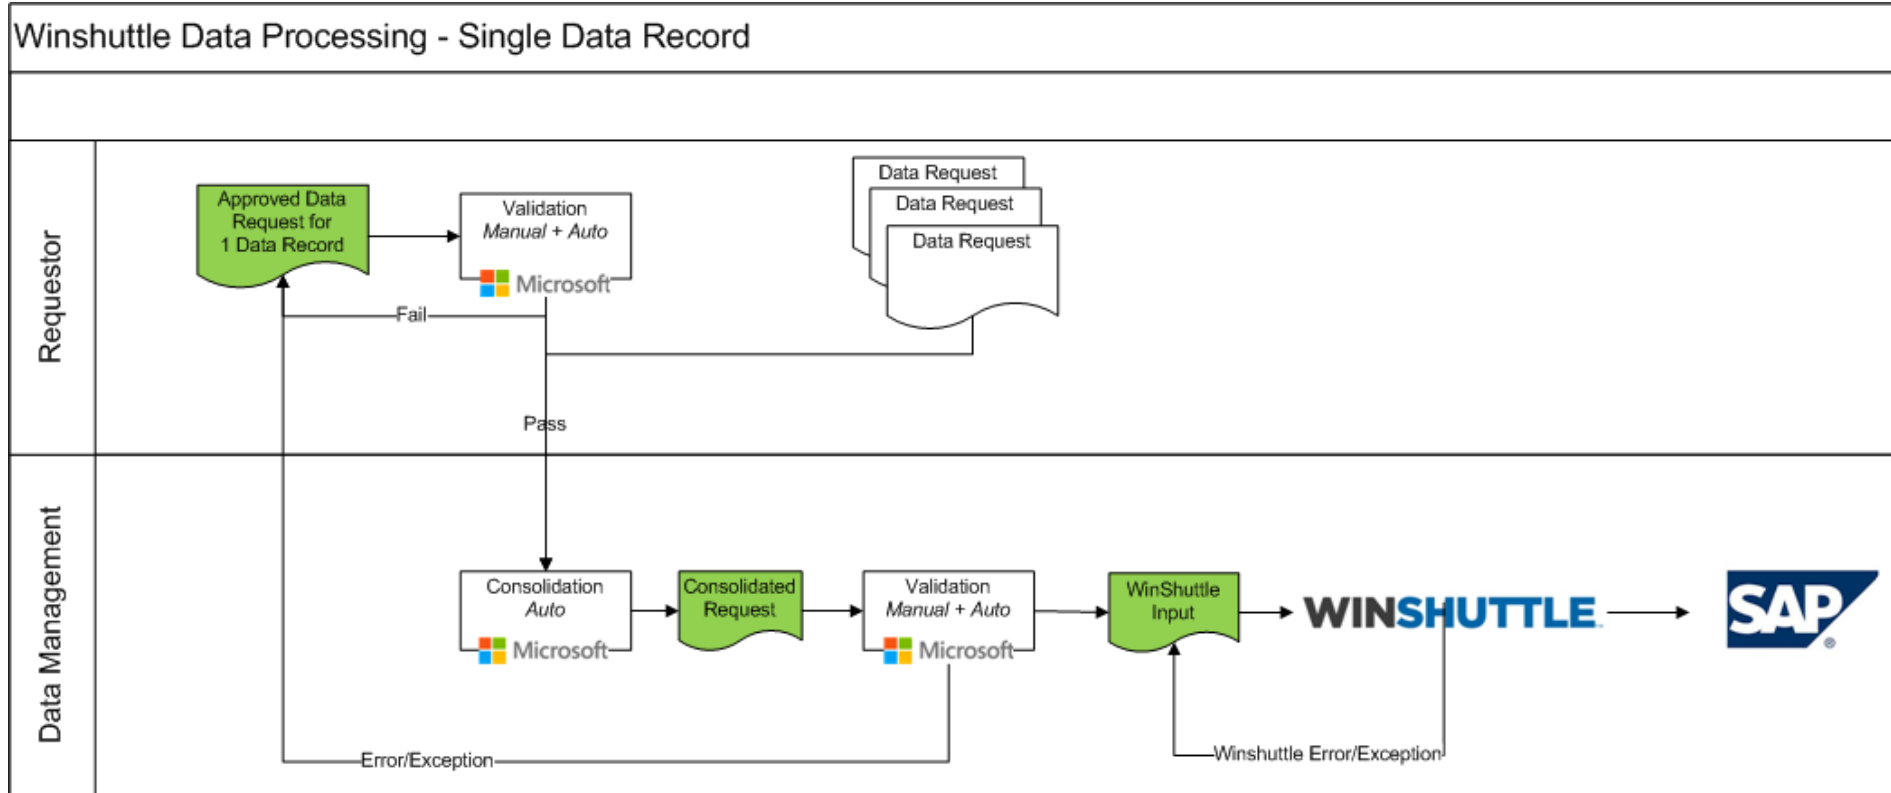 Winshuttle Data Processing - Single Data Record
Requestor
Approved Data
Request for
1 Data Record
Validation
Manual + Auto
Microsoft
Data Request
Data Request
Data Request
Fail
Pass
Data Management
Consolidation
Auto
Microsoft
Consolidated
Request
Validation
Manual + Auto
Microsoft
WinShuttle
Input
WINSHUTTLE
SAP
®
Error/Exception
Winshuttle Error/Exception